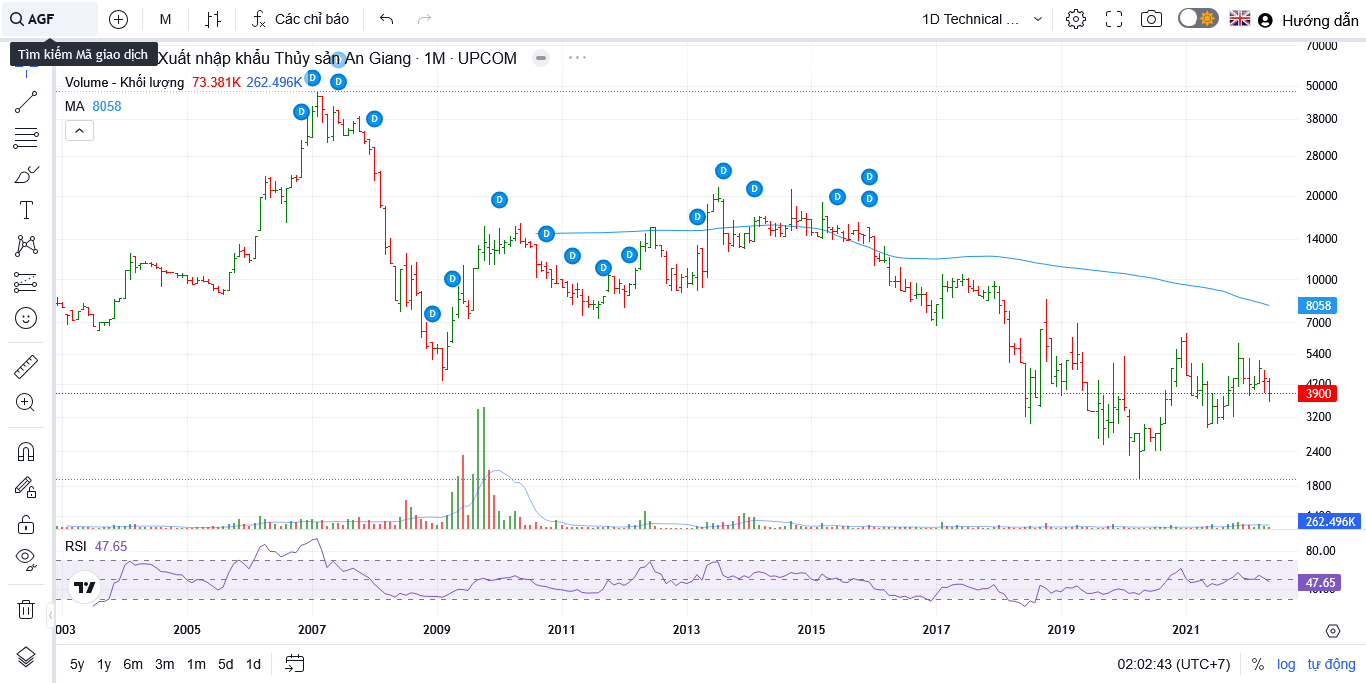 AGF M Các chỉ báo 1D Technical ... Hướng dẫn
Tìm kiếm Mã giao dịch Xuất nhập khẩu Thủy sản An Giang · 1M · UPCOM
Volume - Khối lượng 73.381K 262.496K
MA 8058
D D D D D D D D D D D D D D D D D D
70000
50000
38000
28000
20000
14000
10000
8058
7000
5400
4200
3900
3200
2400
1800
262.496K
RSI 47.65
80.00
47.65
003 2005 2007 2009 2011 2013 2015 2017 2019 2021
5y 1y 6m 3m 1m 5d 1d 02:02:43 (UTC+7) % log tự động